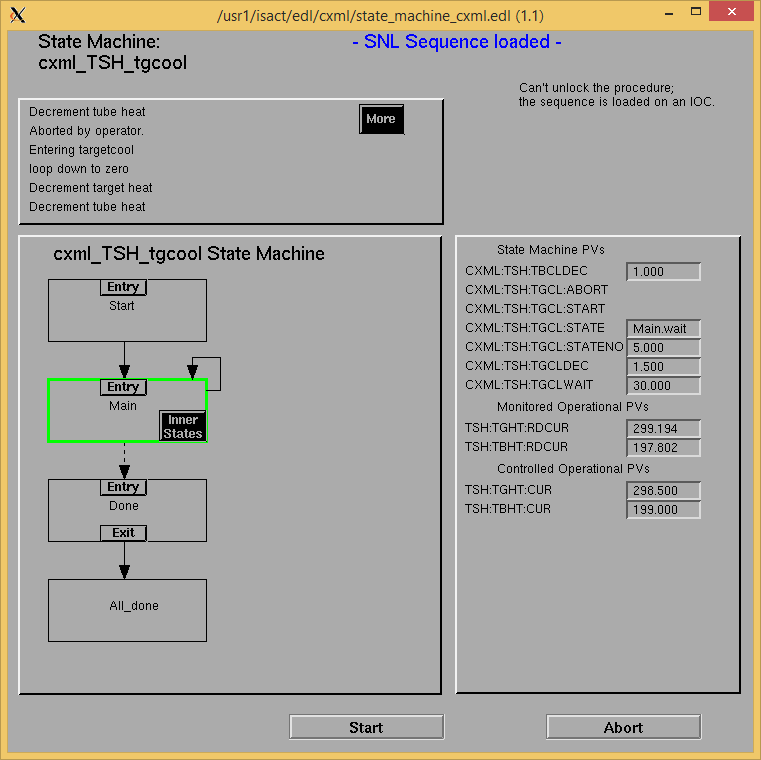 /usr1/isact/edl/cxml/state_machine_cxml.edl (1.1)
State Machine:
- SNL Sequence loaded -
cxml_TSH_tgcool
Can't unlock the procedure;
the sequence is loaded on an IOC.
Decrement tube heat
More
Aborted by operator.
Entering targetcool
loop down to zero
Decrement target heat
Decrement tube heat
cxml_TSH_tgcool State Machine
Entry
Start
Entry
Main
Inner
States
Entry
Done
Exit
All_done
State Machine PVs
CXML:TSH:TBCLDEC 1.000
CXML:TSH:TGCL:ABORT
CXML:TSH:TGCL:START
CXML:TSH:TGCL:STATE Main.wait
CXML:TSH:TGCL:STATENO 5.000
CXML:TSH:TGCLDEC 1.500
CXML:TSH:TGCLWAIT 30.000
Monitored Operational PVs
TSH:TGHT:RDCUR 299.194
TSH:TBHT:RDCUR 197.802
Controlled Operational PVs
TSH:TGHT:CUR 298.500
TSH:TBHT:CUR 199.000
Start
Abort